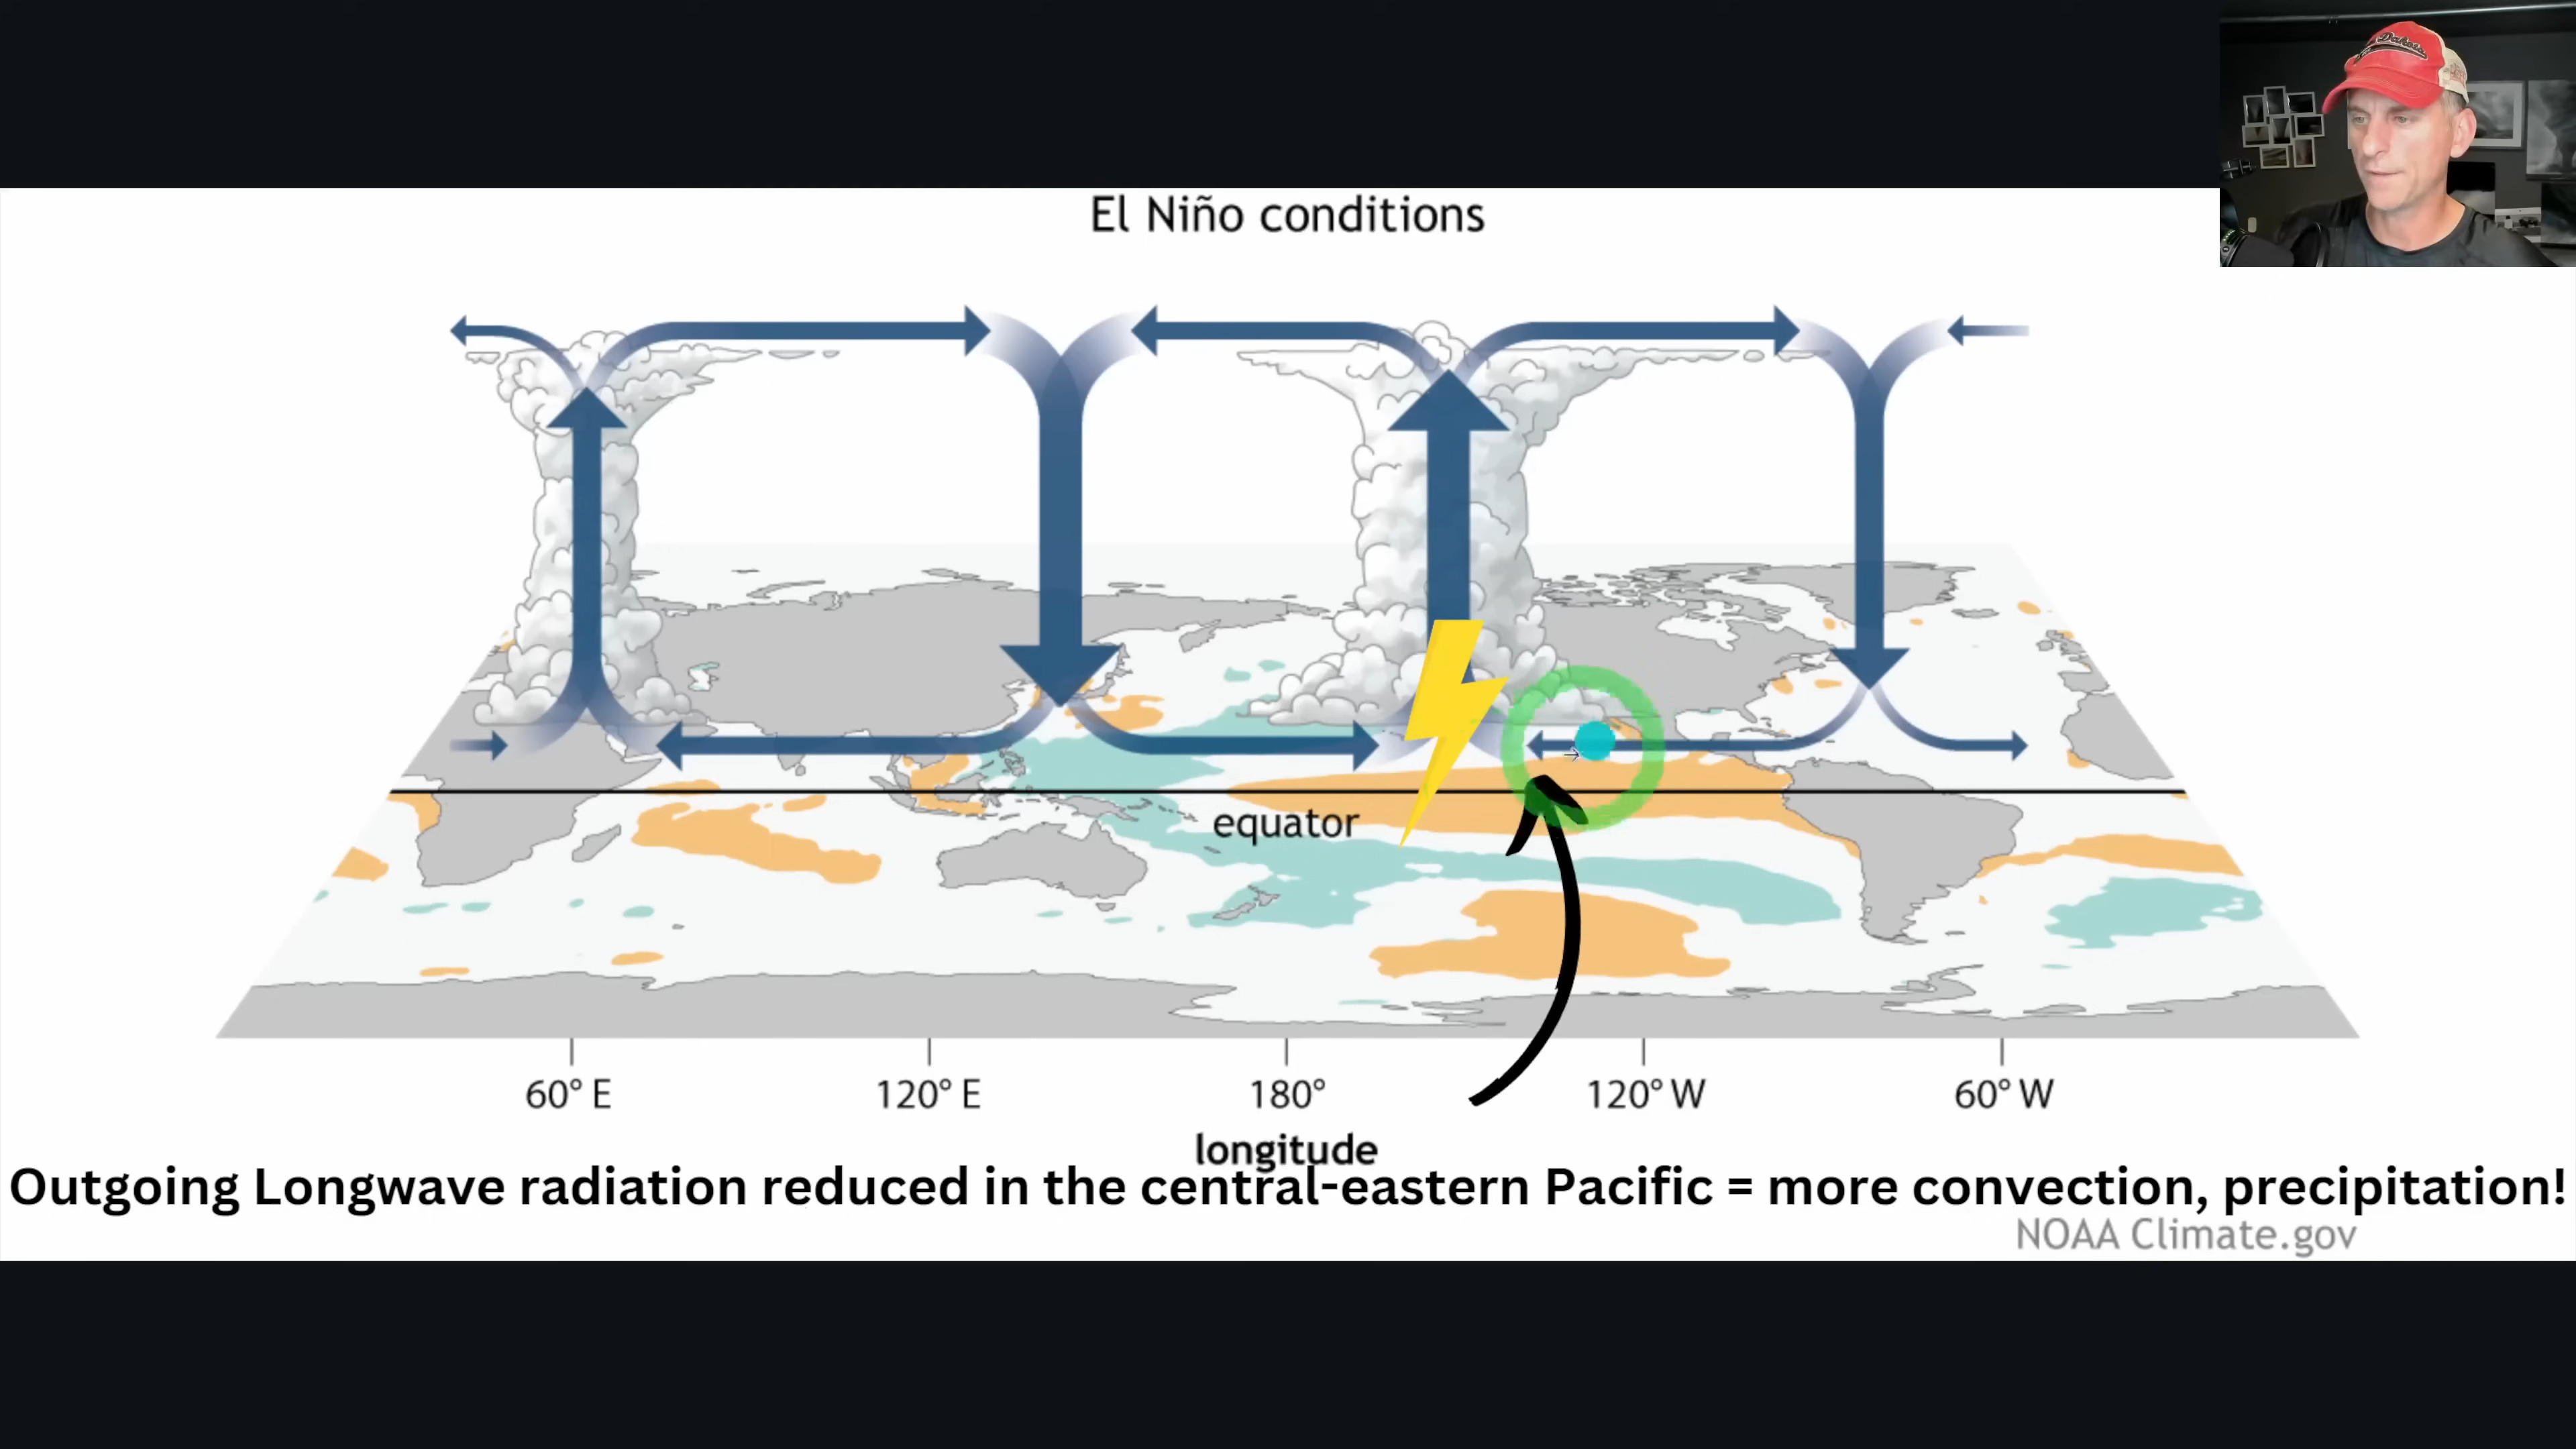 Dakota
El Niño conditions
equator
60° E
120° E
180°
120° W
60° W
longitude
Outgoing Longwave radiation reduced in the central-eastern Pacific = more convection, precipitation!
NOAA Climate.gov